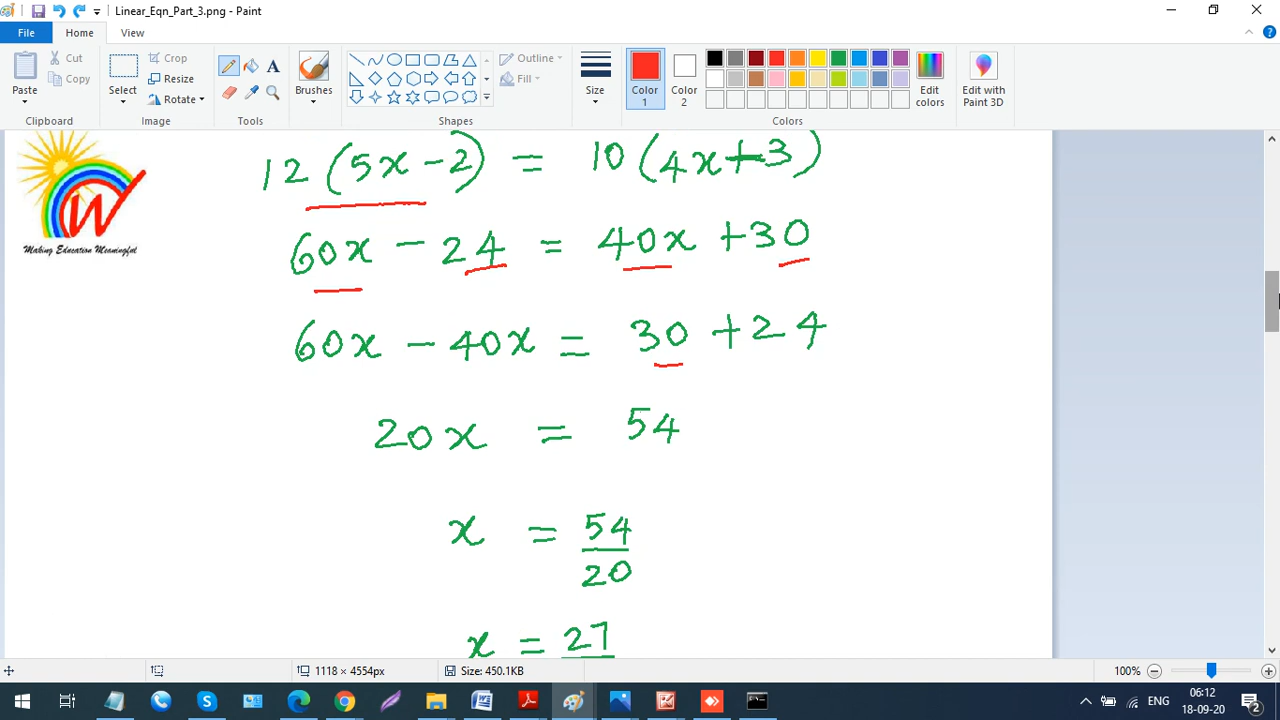 Linear_Eqn_Part_3.png - Paint
File Home View
Paste Cut Copy Clipboard
Select Crop Resize Rotate Image
Tools
Brushes
Outline Fill Shapes
Size
Color 1 Color 2 Edit colors Colors
Edit with Paint 3D
W
Making Education Meaningful
12 (5x - 2) = 10 (4x + 3)
60x - 24 = 40x + 30
60x - 40x = 30 + 24
20x = 54
x = 54/20
x = 27
1118 × 4554px Size: 450.1KB 100%
ENG 06:12 18-09-20 2